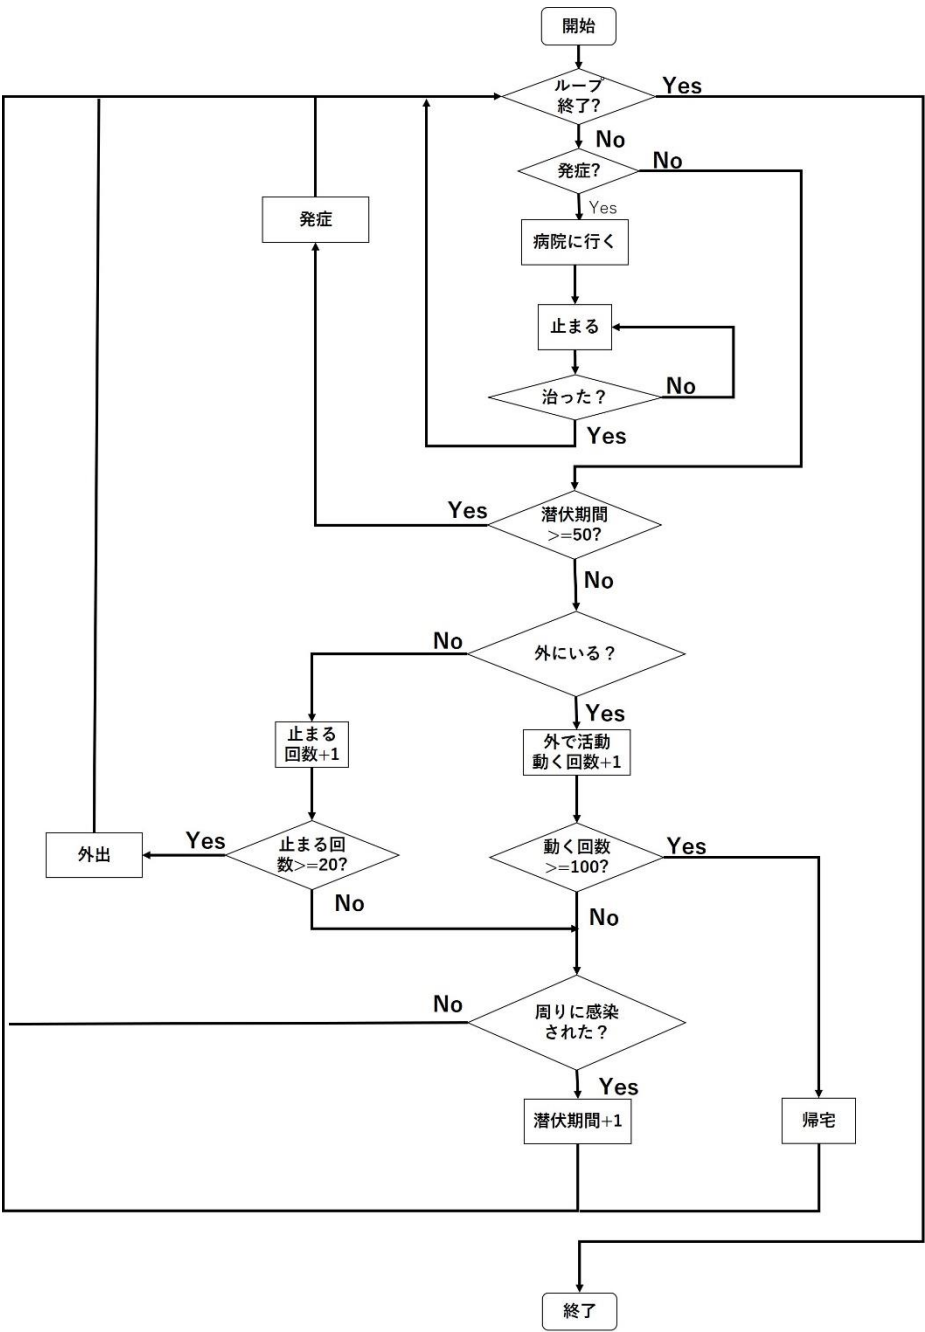 開始
ループ
終了?
Yes
No
発症?
No
Yes
発症
病院に行く
止まる
治った？
No
Yes
潜伏期間
>=50?
Yes
No
外にいる？
No
Yes
止まる
回数+1
外で活動
動く回数+1
外出
Yes
止まる回
数>=20?
動く回数
>=100?
Yes
No
No
周りに感染
された？
No
Yes
潜伏期間+1
帰宅
終了